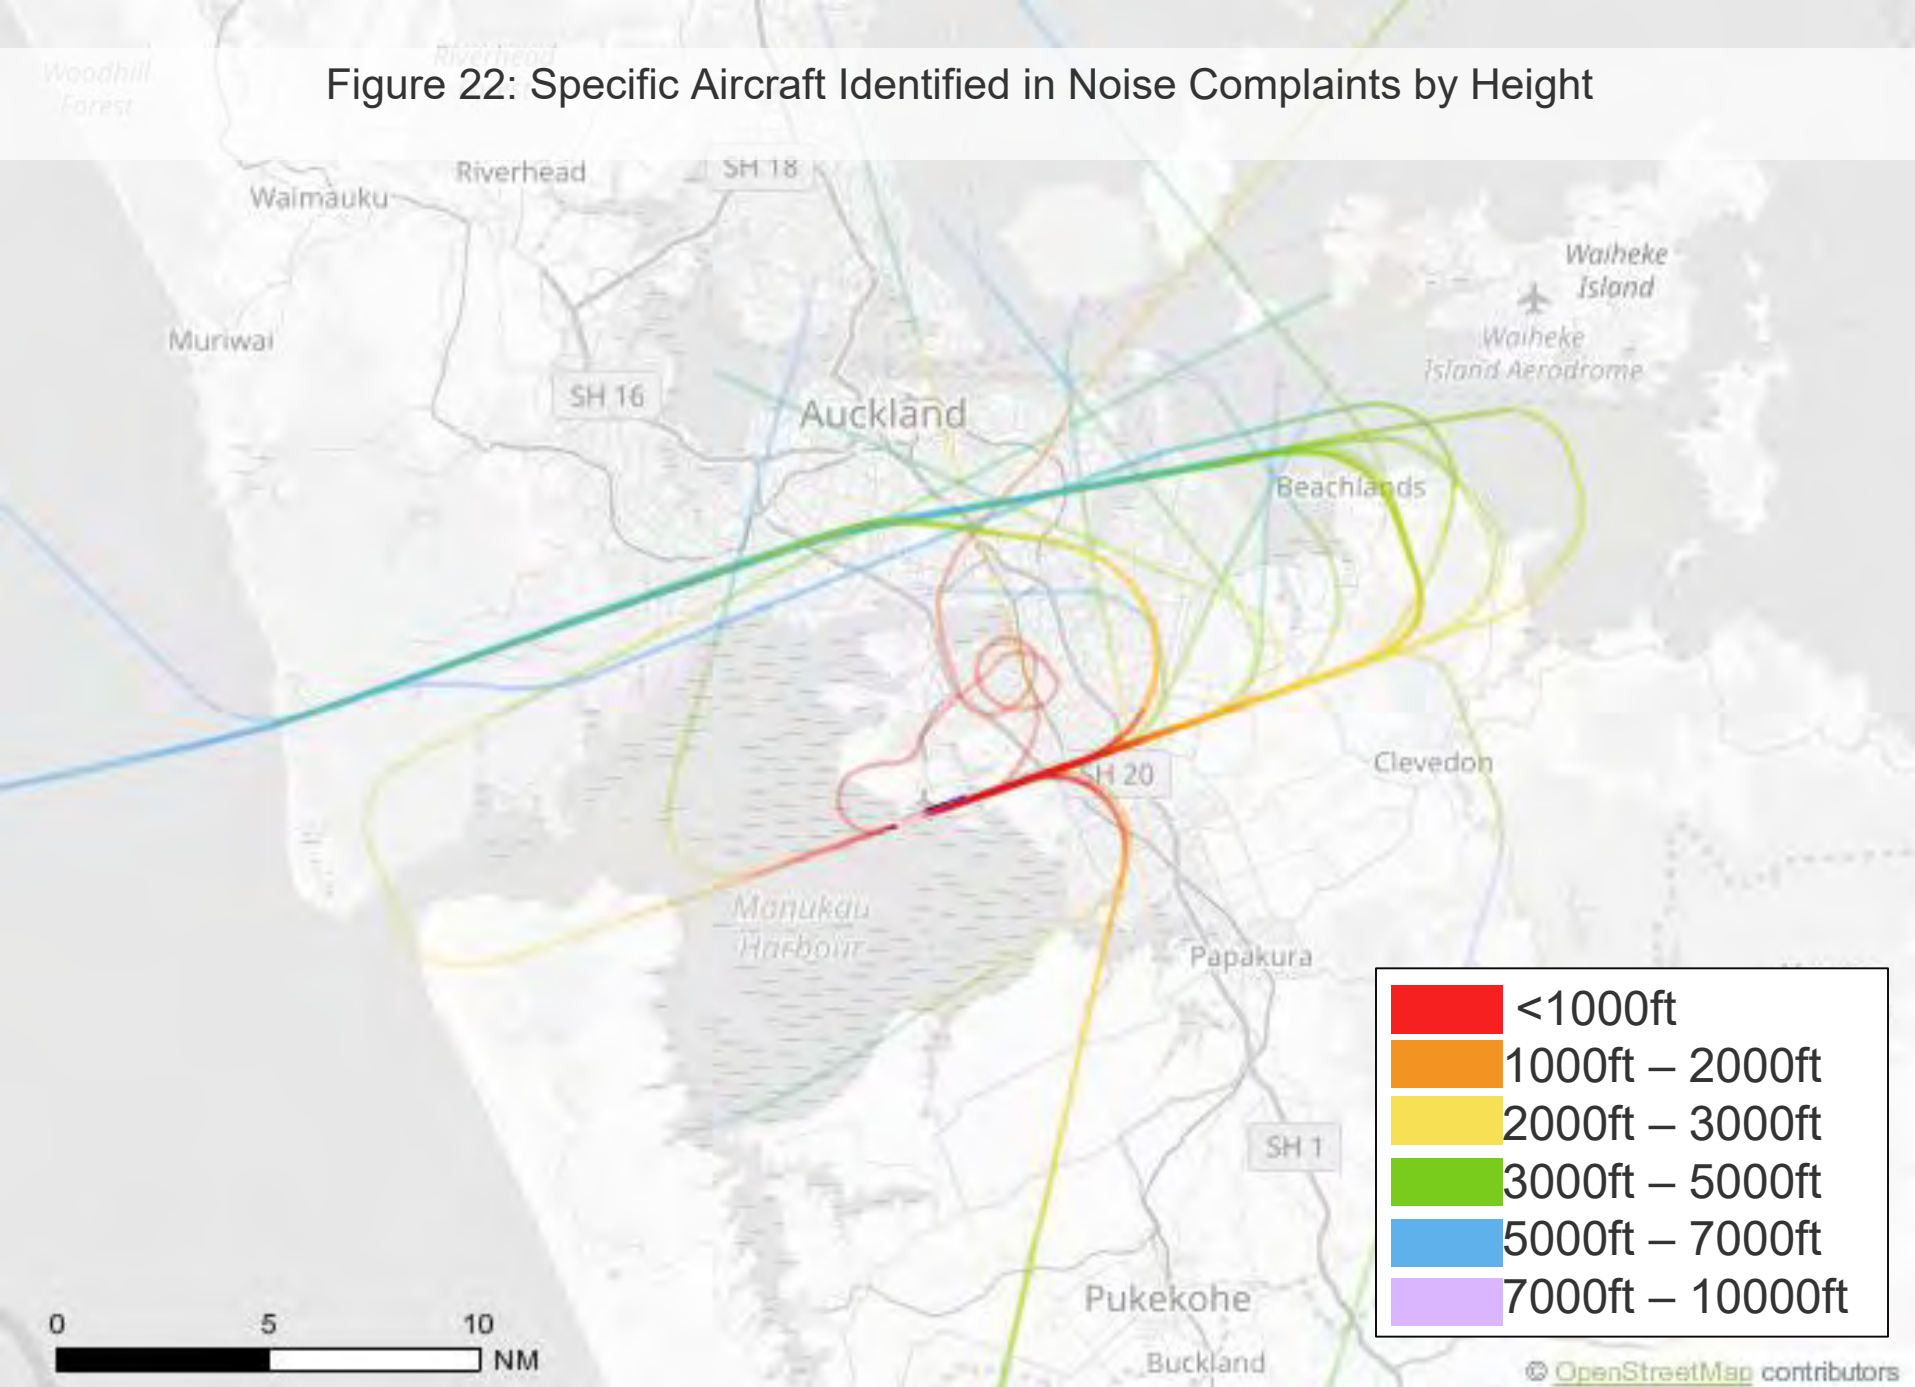 Riverhead
Woodhill
Forest
Figure 22: Specific Aircraft Identified in Noise Complaints by Height
SH 18
Riverhead
Waimauku
Waiheke
Island
Muriwai
Waiheke
Island Aerodrome
SH 16
Auckland
Beachlands
H 20
Clevedon
Manukau
Harbour
Papakura
<1000ft
1000ft – 2000ft
2000ft – 3000ft
SH 1
3000ft – 5000ft
5000ft – 7000ft
7000ft – 10000ft
Pukekohe
0 5 10
NM
Buckland
© OpenStreetMap contributors